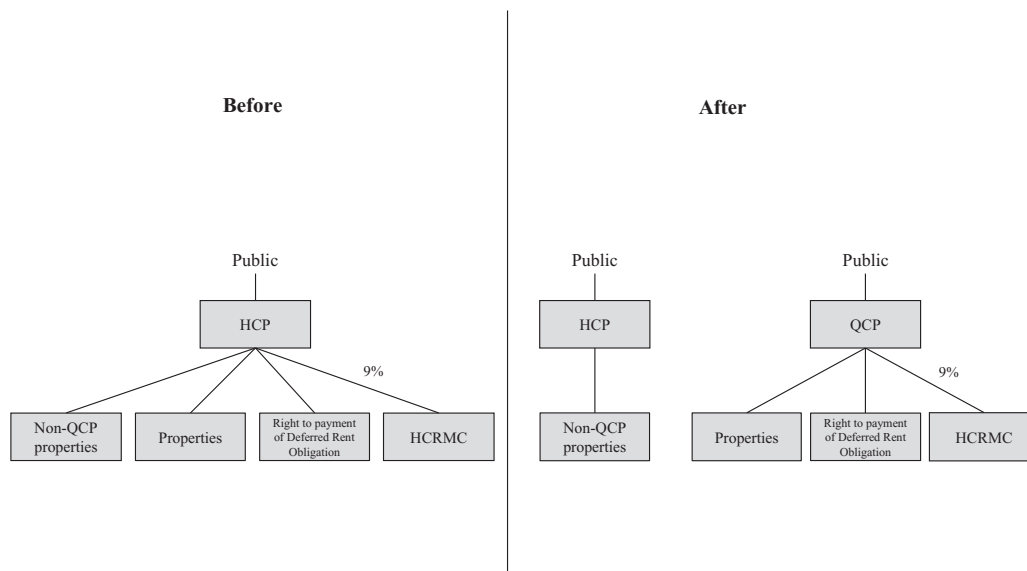 Before
Public
HCP
9%
Non-QCP
properties
Properties
Right to payment
of Deferred Rent
Obligation
HCRMC
After
Public
HCP
Non-QCP
properties
Public
QCP
9%
Properties
Right to payment
of Deferred Rent
Obligation
HCRMC